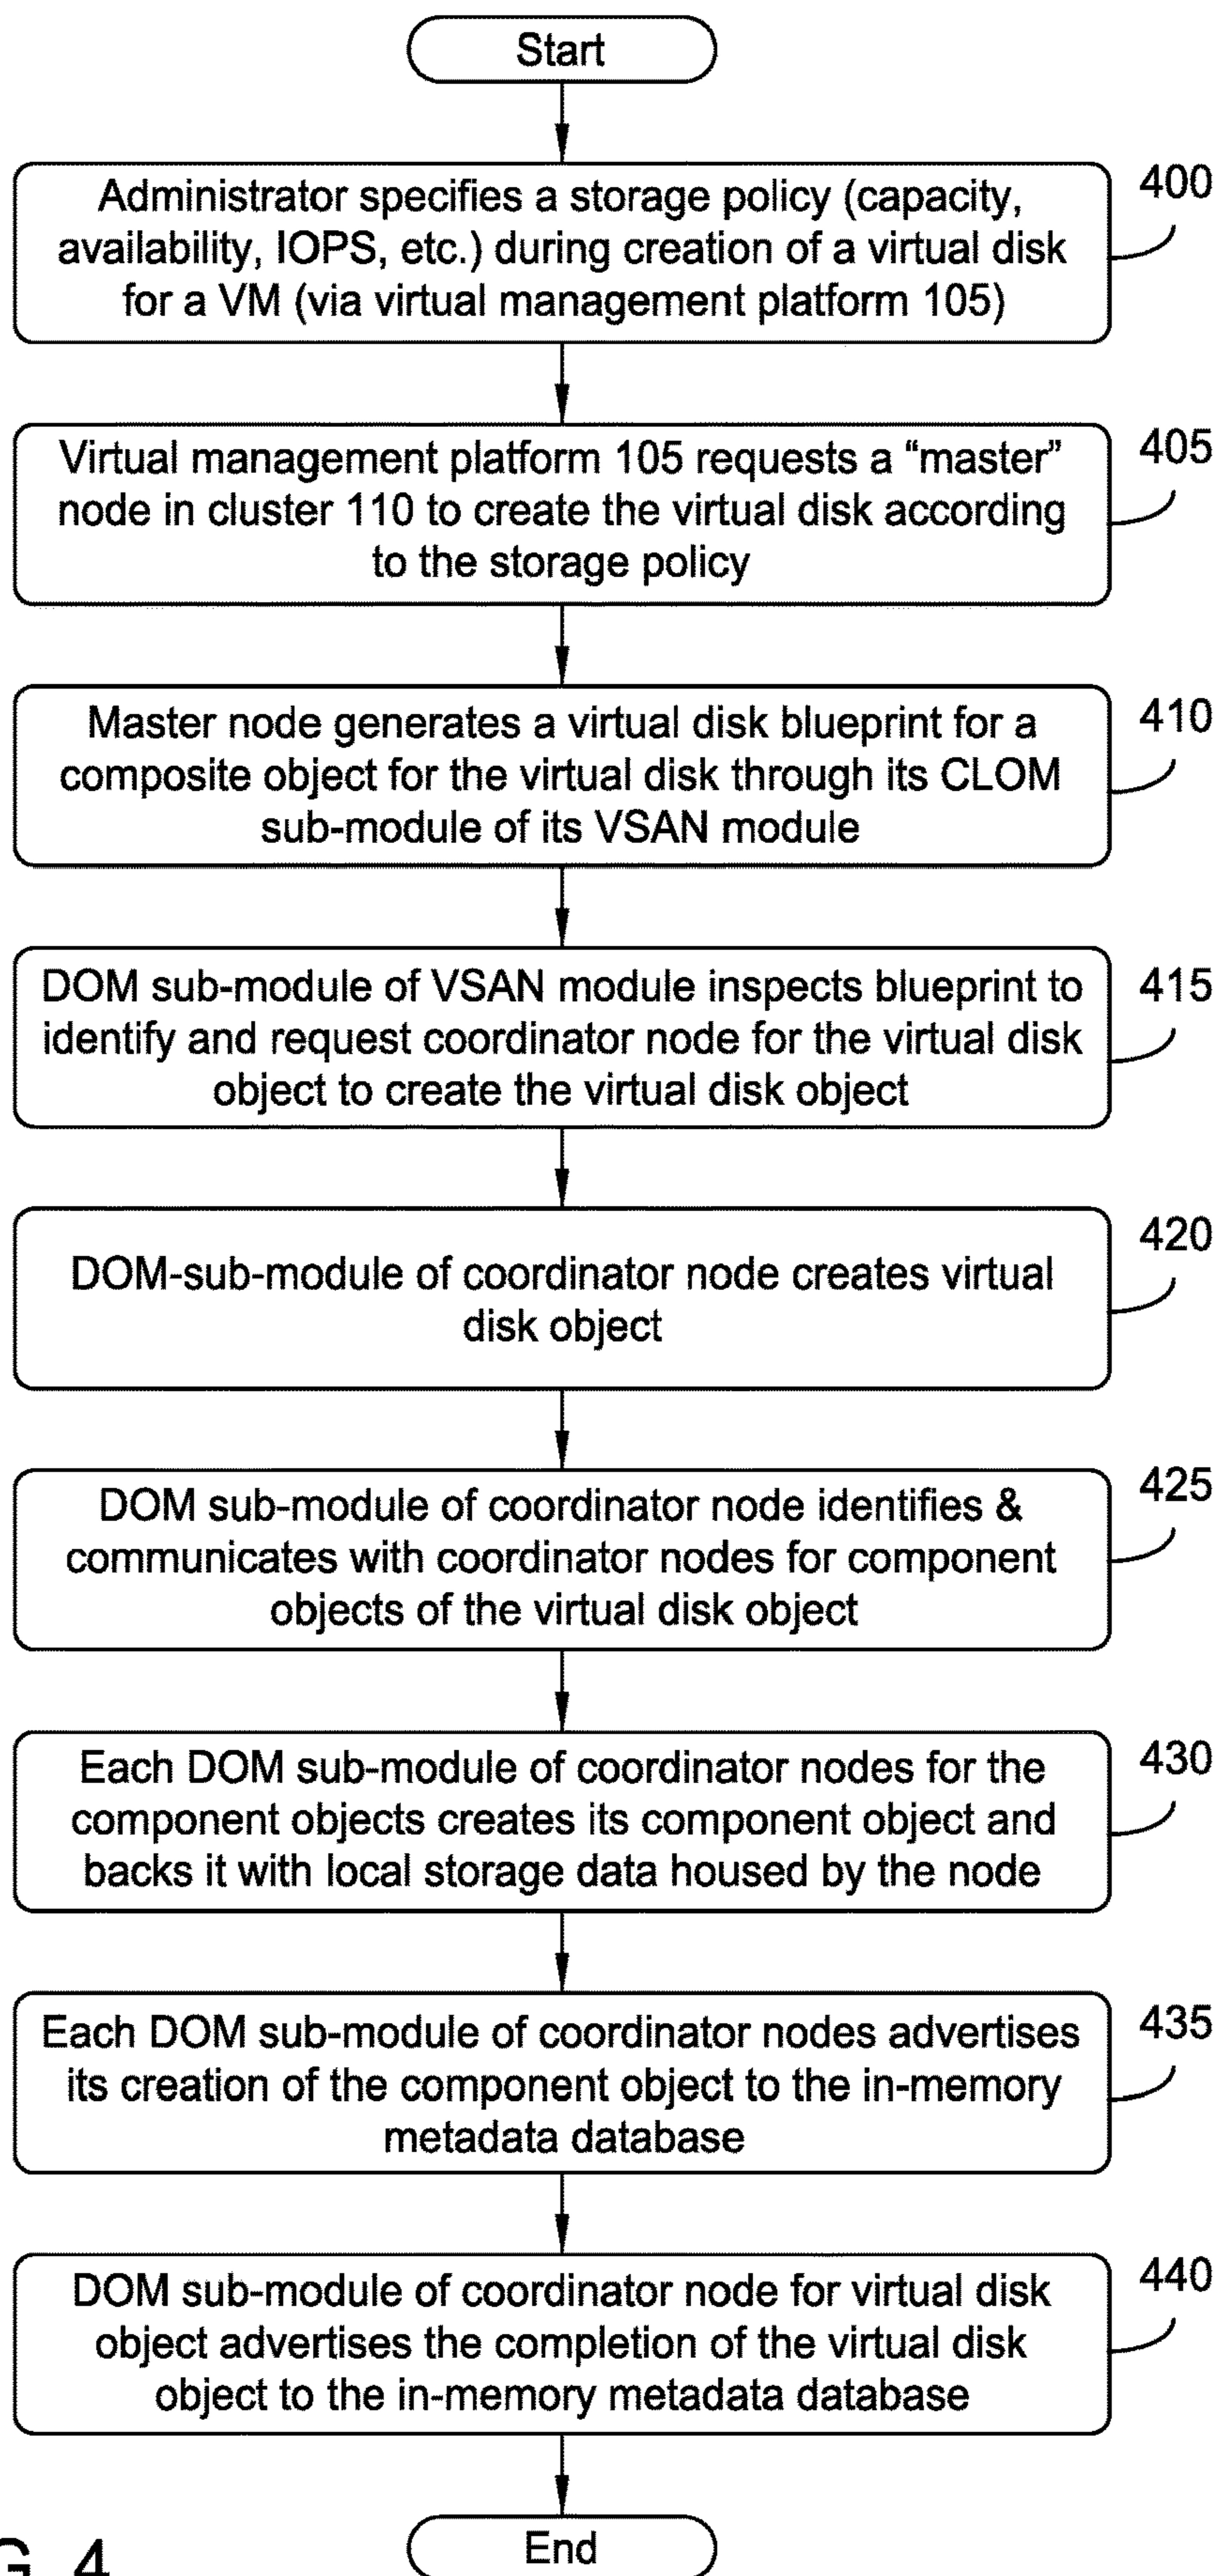 Start
Administrator specifies a storage policy (capacity,
availability, IOPS, etc.) during creation of a virtual disk
for a VM (via virtual management platform 105)
400
Virtual management platform 105 requests a “master”
node in cluster 110 to create the virtual disk according
to the storage policy
405
Master node generates a virtual disk blueprint for a
composite object for the virtual disk through its CLOM
sub-module of its VSAN module
410
DOM sub-module of VSAN module inspects blueprint to
identify and request coordinator node for the virtual disk
object to create the virtual disk object
415
DOM-sub-module of coordinator node creates virtual
disk object
420
DOM sub-module of coordinator node identifies &
communicates with coordinator nodes for component
objects of the virtual disk object
425
Each DOM sub-module of coordinator nodes for the
component objects creates its component object and
backs it with local storage data housed by the node
430
Each DOM sub-module of coordinator nodes advertises
its creation of the component object to the in-memory
metadata database
435
DOM sub-module of coordinator node for virtual disk
object advertises the completion of the virtual disk
object to the in-memory metadata database
440
End
G. 4